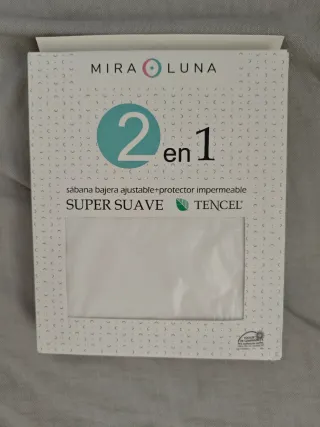 MIRA LUNA
2 en 1
sábana bajera ajustable+protector impermeable
SUPER SUAVE TENCEL®